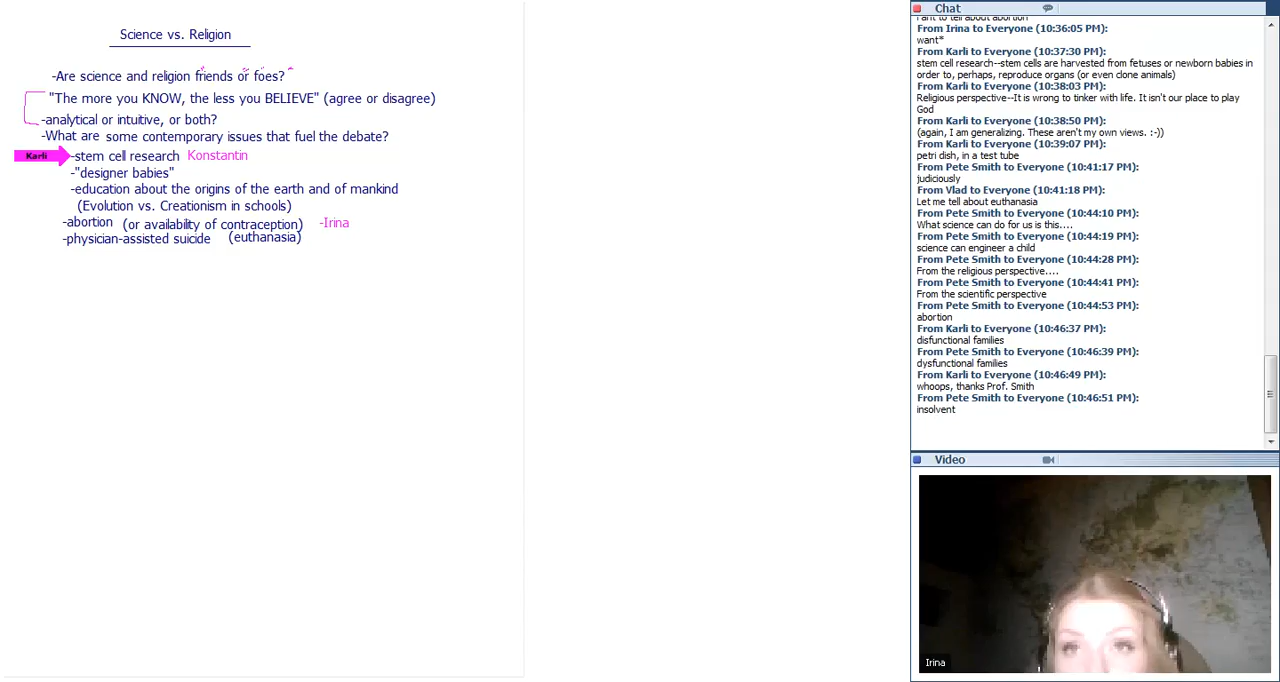 Science vs. Religion
-Are science and religion friends or foes?
"The more you KNOW, the less you BELIEVE" (agree or disagree)
-analytical or intuitive, or both?
-What are some contemporary issues that fuel the debate?
Karli -stem cell research Konstantin
-"designer babies"
-education about the origins of the earth and of mankind
(Evolution vs. Creationism in schools)
-abortion (or availability of contraception) -Irina
-physician-assisted suicide (euthanasia)
Chat
From Irina to Everyone (10:36:05 PM):
want*
From Karli to Everyone (10:37:30 PM):
stem cell research--stem cells are harvested from fetuses or newborn babies in
order to, perhaps, reproduce organs (or even clone animals)
From Karli to Everyone (10:38:03 PM):
Religious perspective--It is wrong to tinker with life. It isn't our place to play
God
From Karli to Everyone (10:38:50 PM):
(again, I am generalizing. These aren't my own views. :-))
From Karli to Everyone (10:39:07 PM):
petri dish, in a test tube
From Pete Smith to Everyone (10:41:17 PM):
judiciously
From Vlad to Everyone (10:41:18 PM):
Let me tell about euthanasia
From Pete Smith to Everyone (10:44:10 PM):
What science can do for us is this....
From Pete Smith to Everyone (10:44:19 PM):
science can engineer a child
From Pete Smith to Everyone (10:44:28 PM):
From the religious perspective....
From Pete Smith to Everyone (10:44:41 PM):
From the scientific perspective
From Pete Smith to Everyone (10:44:53 PM):
abortion
From Karli to Everyone (10:46:37 PM):
disfunctional families
From Pete Smith to Everyone (10:46:39 PM):
dysfunctional families
From Karli to Everyone (10:46:49 PM):
whoops, thanks Prof. Smith
From Pete Smith to Everyone (10:46:51 PM):
insolvent
Video
Irina